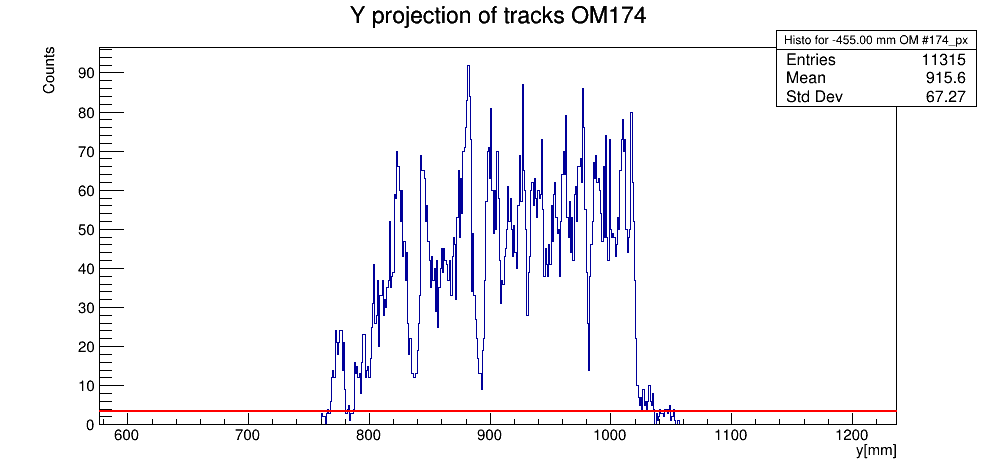 Y projection of tracks OM174
Histo for -455.00 mm OM #174_px
Entries 11315
Mean 915.6
Std Dev 67.27
Counts
90
80
70
60
50
40
30
20
10
0
600 700 800 900 1000 1100 1200
y[mm]